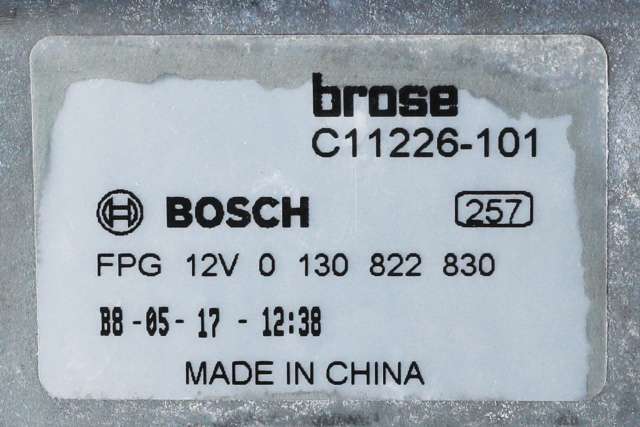 brose
C11226-101
BOSCH 257
FPG 12V 0 130 822 830
B8-05-17-12:38
MADE IN CHINA